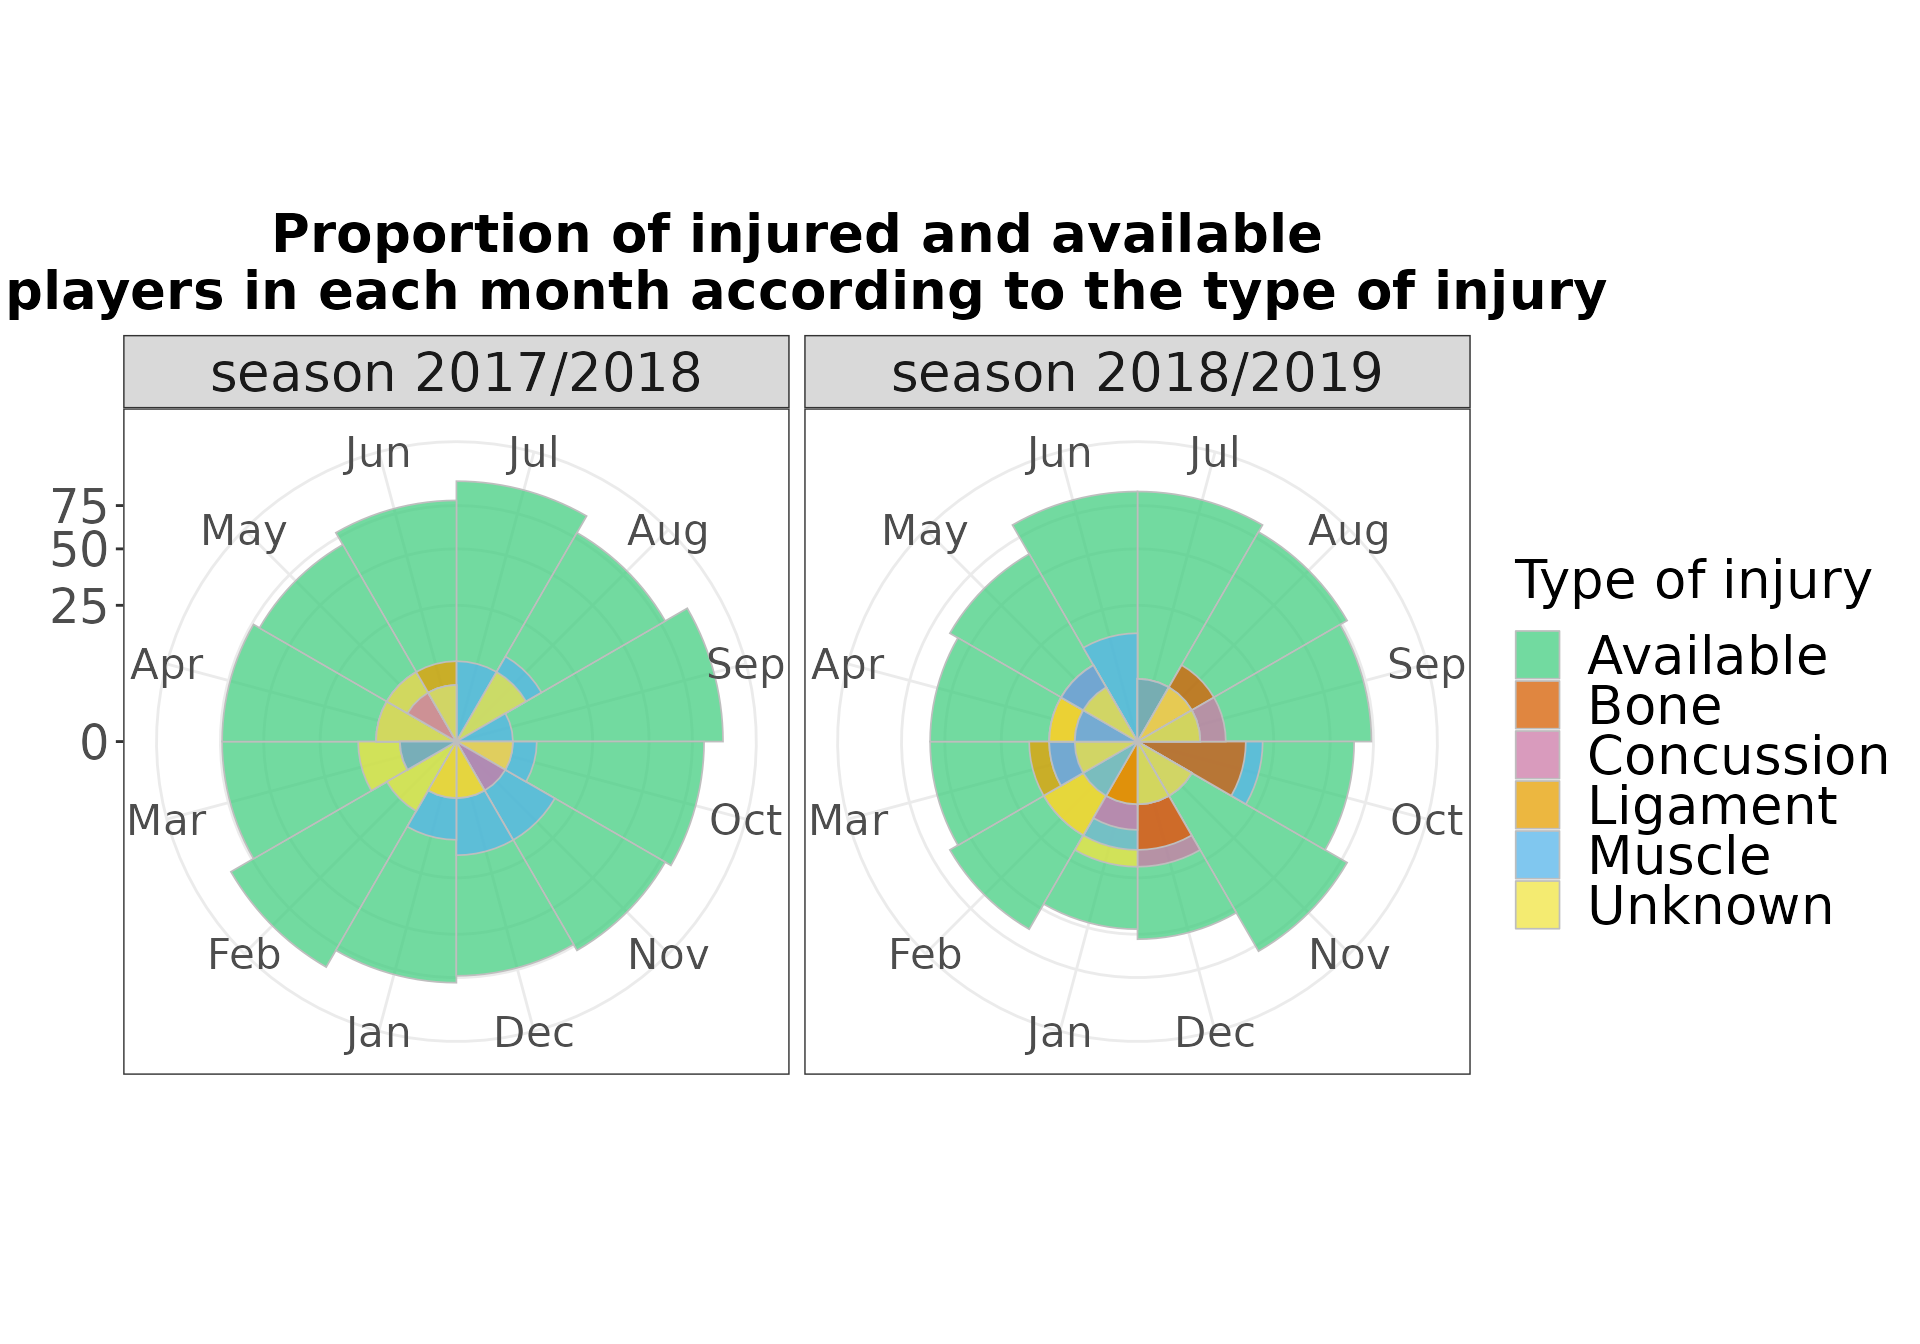 Proportion of injured and available
players in each month according to the type of injury
season 2017/2018
season 2018/2019
75
50
25
0
Jun
Jul
May
Aug
Apr
Sep
Mar
Oct
Feb
Nov
Jan
Dec
Jun
Jul
May
Aug
Apr
Sep
Mar
Oct
Feb
Nov
Jan
Dec
Type of injury
Available
Bone
Concussion
Ligament
Muscle
Unknown